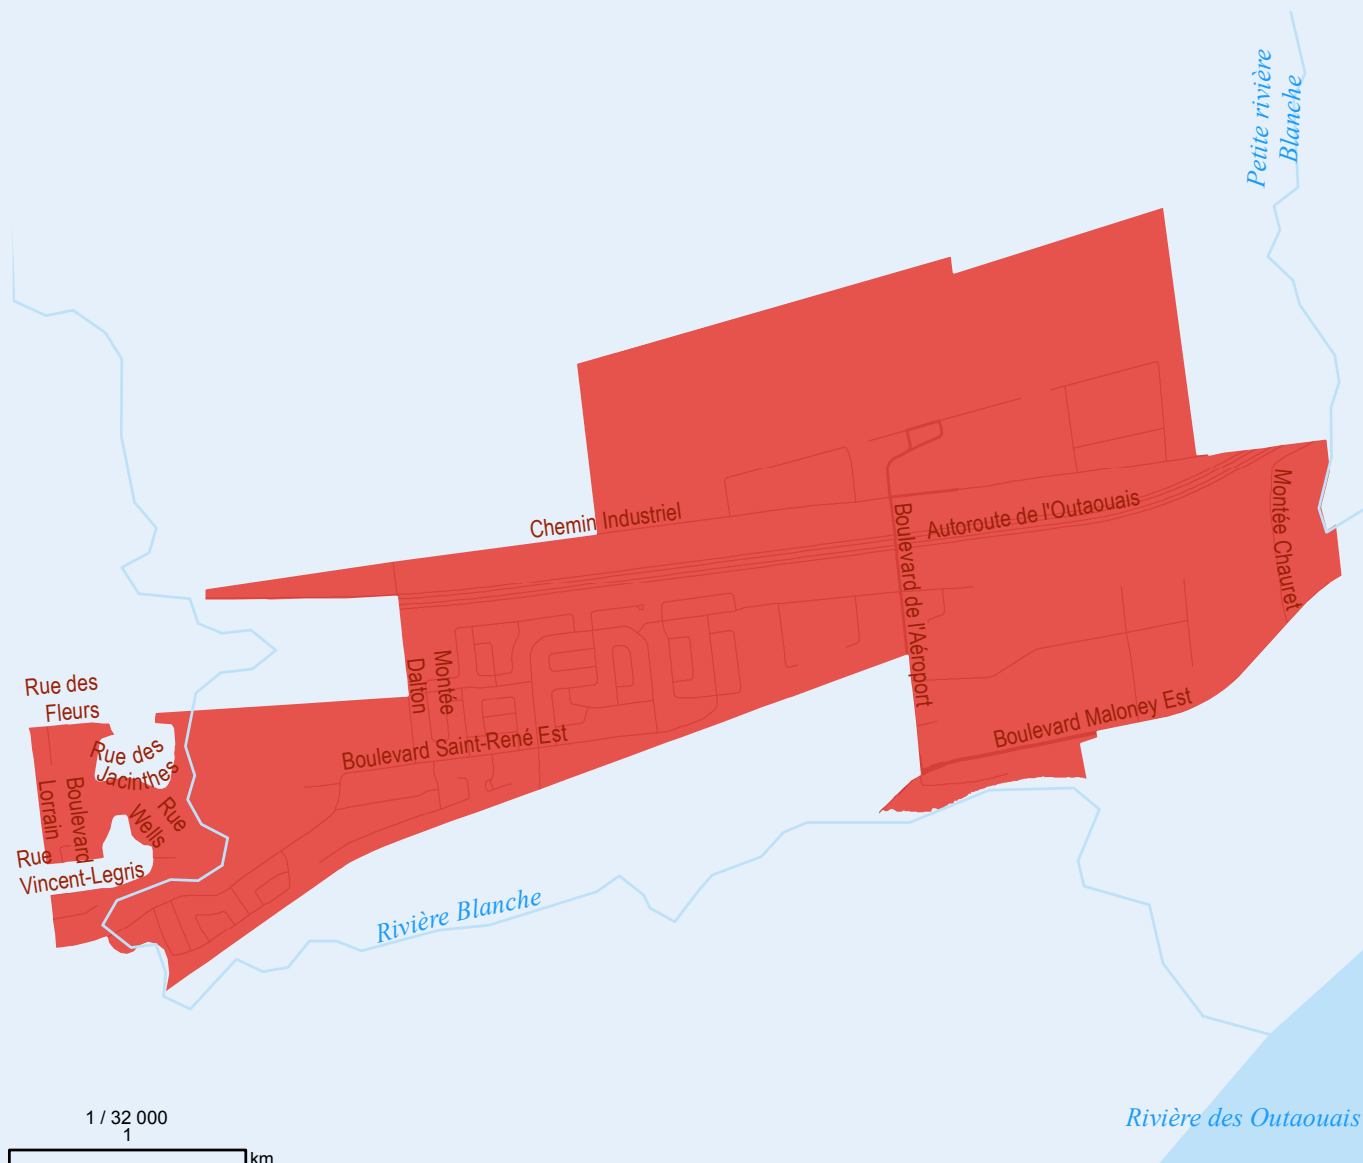 Petite rivière
Blanche
Chemin Industriel
Autoroute de l'Outaouais
Montée Chauret
Boulevard de l'Aéroport
Montée
Dalton
Rue des
Fleurs
Rue des
Jacinthes
Boulevard Saint-René Est
Boulevard Maloney Est
Boulevard
Lorrain
Rue
Wells
Rue
Vincent-Legris
Rivière Blanche
Rivière des Outaouais
1 / 32 000
1
km